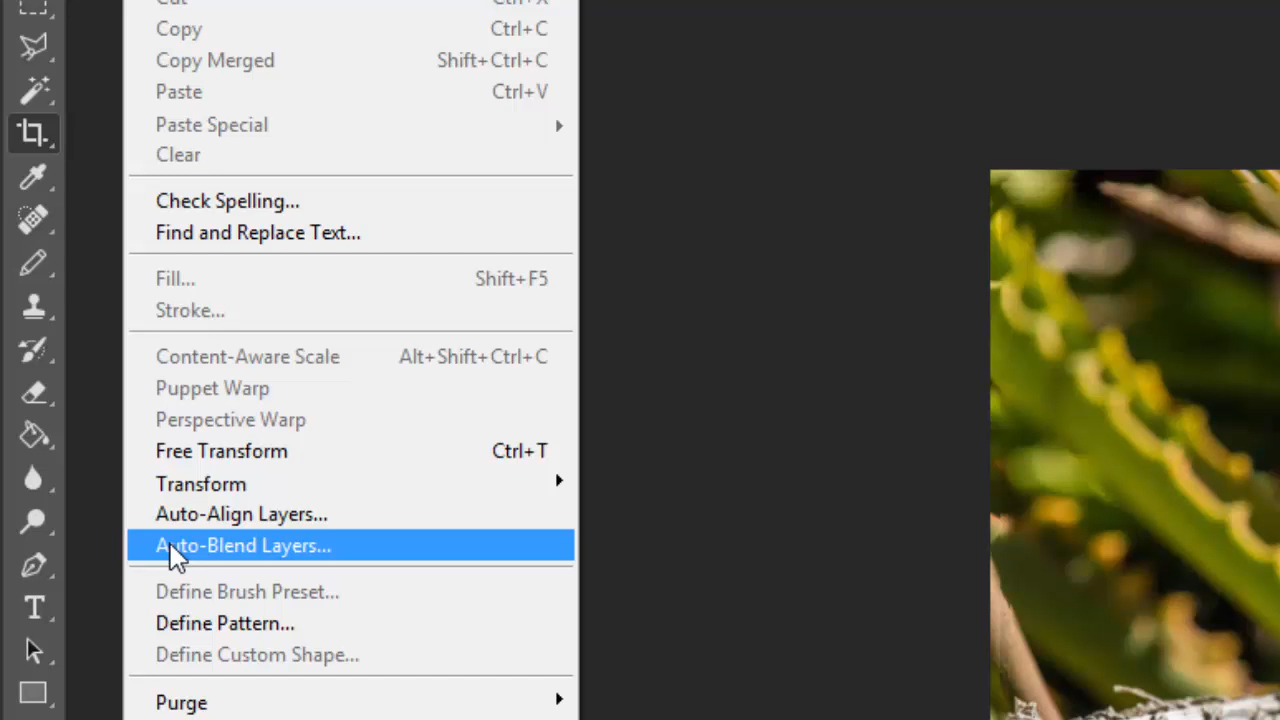 Cut Ctrl+X
Copy Ctrl+C
Copy Merged Shift+Ctrl+C
Paste Ctrl+V
Paste Special
Clear
Check Spelling...
Find and Replace Text...
Fill... Shift+F5
Stroke...
Content-Aware Scale Alt+Shift+Ctrl+C
Puppet Warp
Perspective Warp
Free Transform Ctrl+T
Transform
Auto-Align Layers...
Auto-Blend Layers...
Define Brush Preset...
Define Pattern...
Define Custom Shape...
Purge